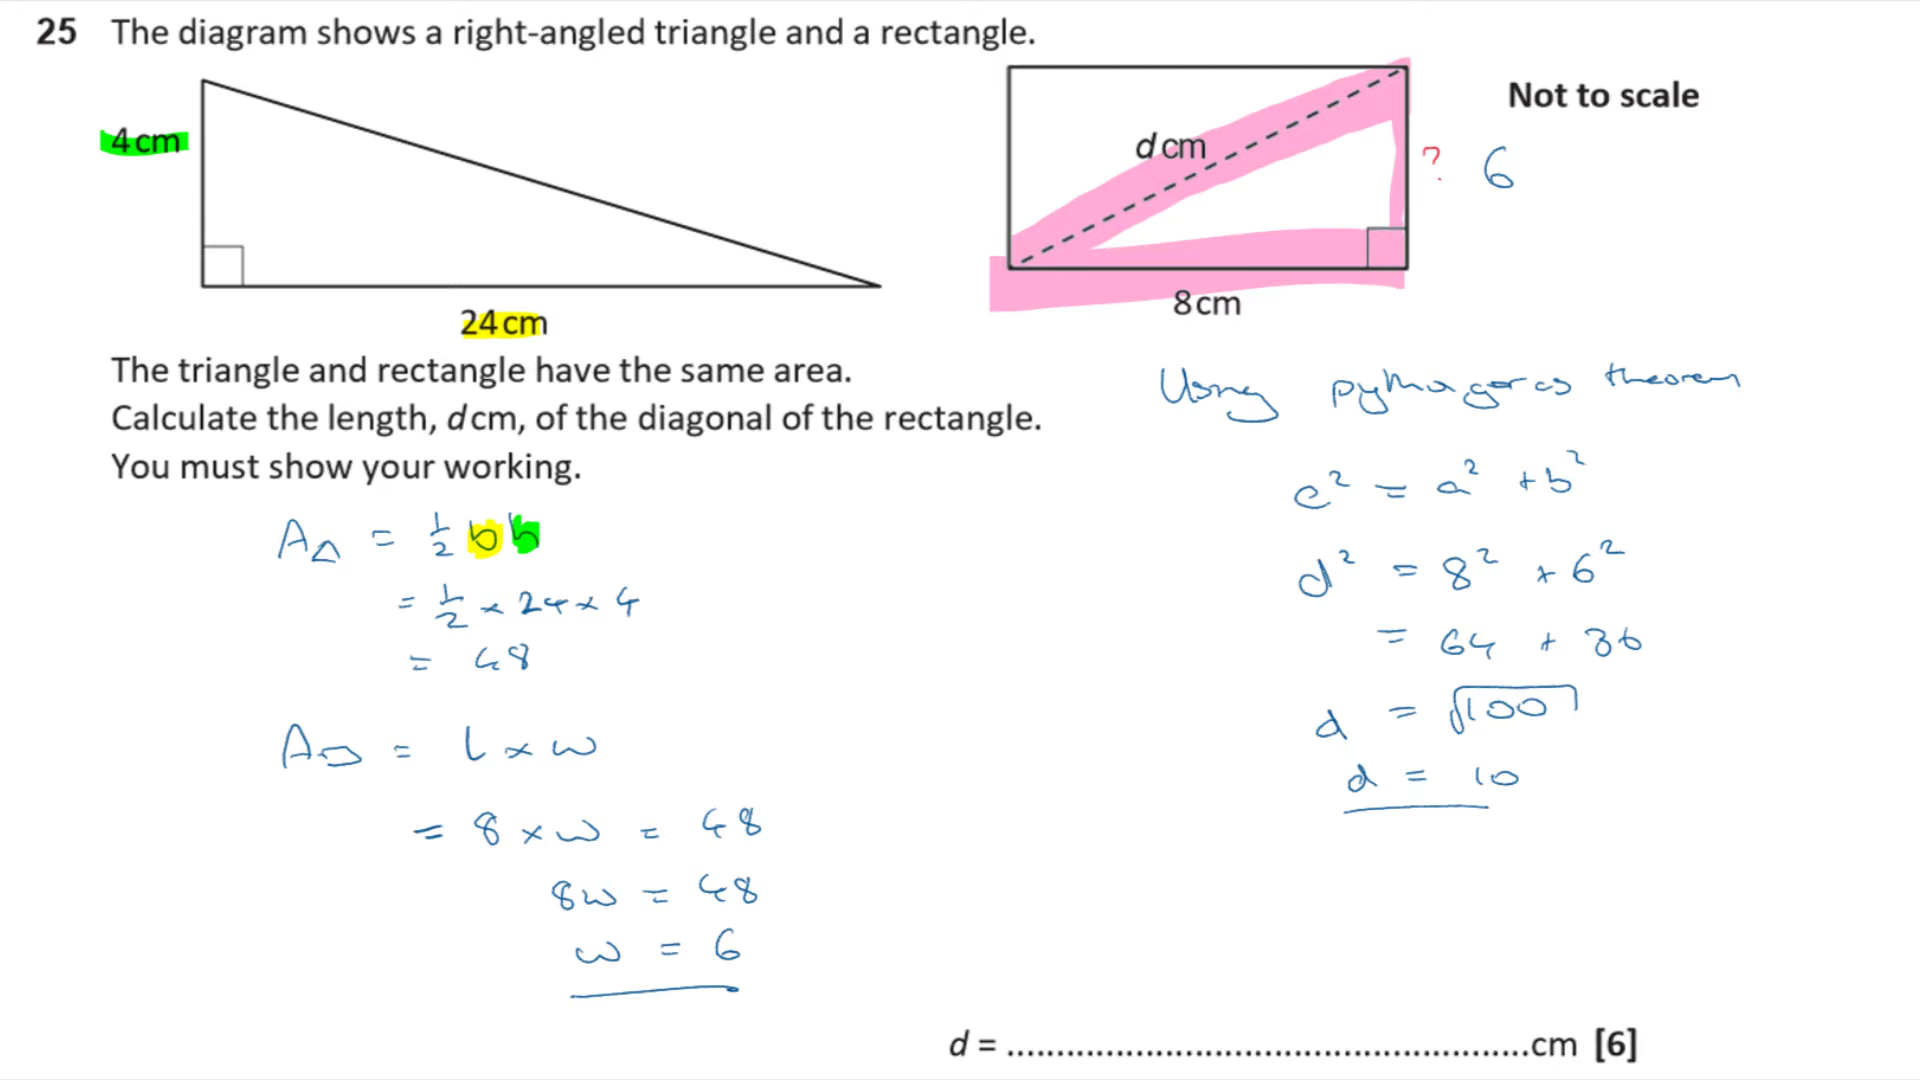 25 The diagram shows a right-angled triangle and a rectangle.
Not to scale
4 cm
d cm
? 6
24 cm
8 cm
The triangle and rectangle have the same area.
Calculate the length, d cm, of the diagonal of the rectangle.
You must show your working.
A△ = ½ b h
= ½ × 24 × 4
= 48
A▭ = l × w
= 8 × w = 48
8w = 48
w = 6
Using pythagoras theorem
c² = a² + b²
d² = 8² + 6²
= 64 + 36
d = √100
d = 10
d = ....................................................cm [6]